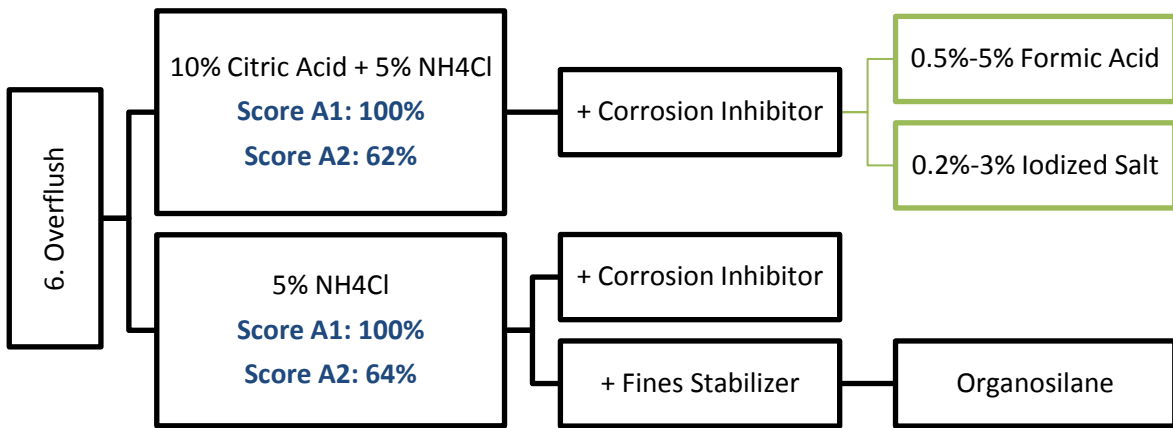 6. Overflush
10% Citric Acid + 5% NH4Cl
Score A1: 100%
Score A2: 62%
+ Corrosion Inhibitor
0.5%-5% Formic Acid
0.2%-3% Iodized Salt
5% NH4Cl
Score A1: 100%
Score A2: 64%
+ Corrosion Inhibitor
+ Fines Stabilizer
Organosilane